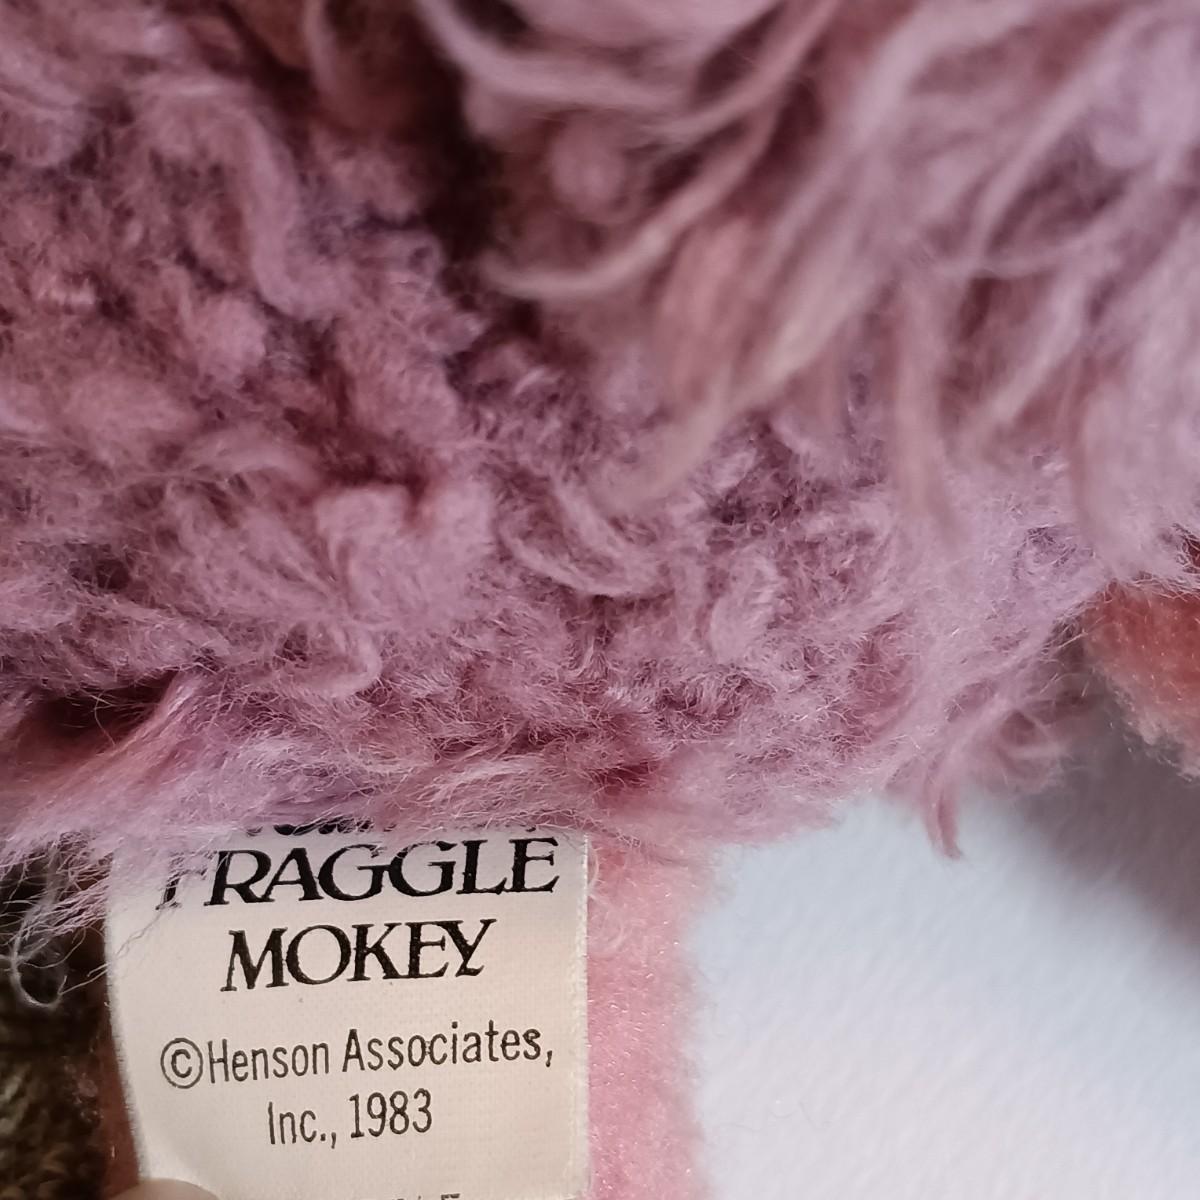 FRAGGLE
MOKEY
©Henson Associates,
Inc., 1983